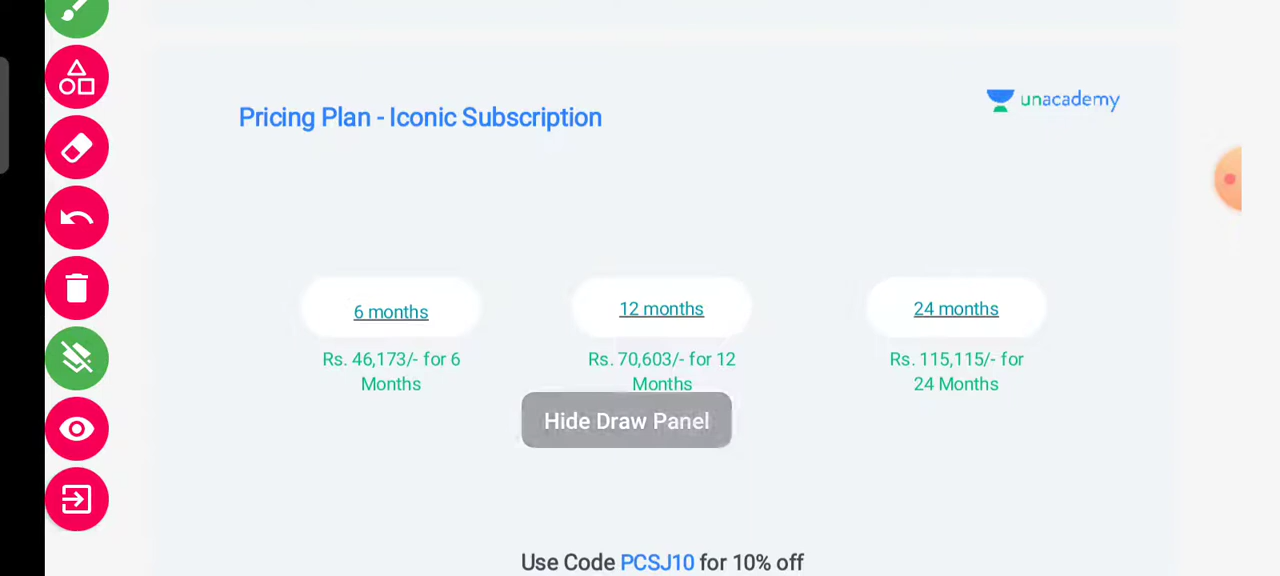 unacademy
Pricing Plan - Iconic Subscription
6 months
12 months
24 months
Rs. 46,173/- for 6
Months
Rs. 70,603/- for 12
Months
Rs. 115,115/- for
24 Months
Hide Draw Panel
Use Code PCSJ10 for 10% off